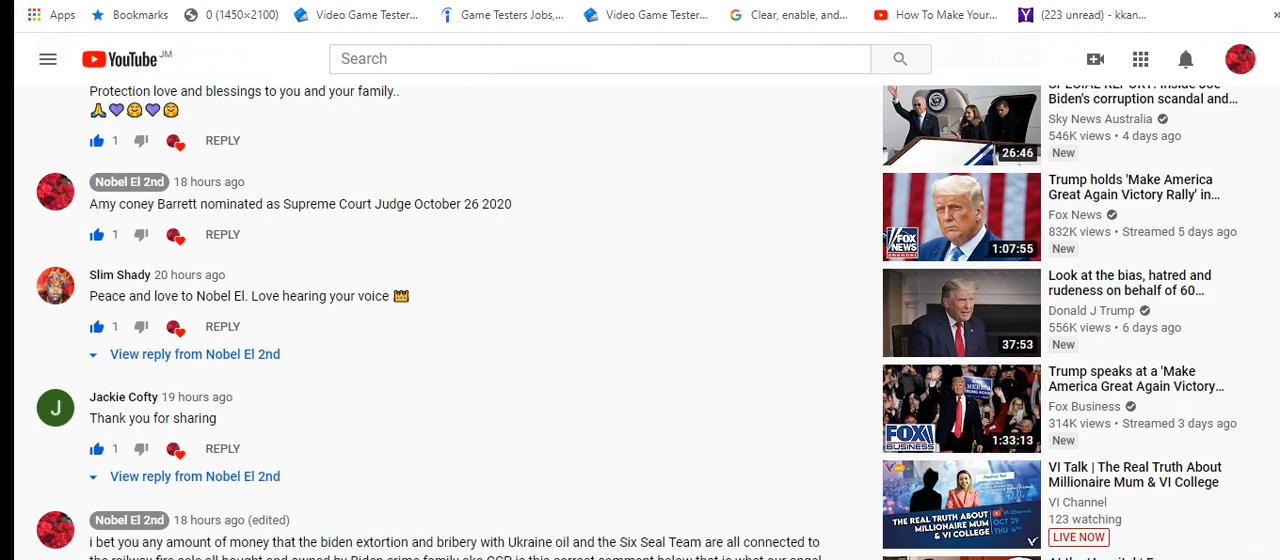 Apps
Bookmarks
0 (1450×2100)
Video Game Tester...
Game Testers Jobs,...
Video Game Tester...
Clear, enable, and...
How To Make Your...
(223 unread) - kkan...
»
YouTube JM
Search
Protection love and blessings to you and your family..
🙏💜🤗💜🤗
1 REPLY
Nobel El 2nd 18 hours ago
Amy coney Barrett nominated as Supreme Court Judge October 26 2020
REPLY
Slim Shady 20 hours ago
Peace and love to Nobel El. Love hearing your voice 👑
1 REPLY
View reply from Nobel El 2nd
J
Jackie Cofty 19 hours ago
Thank you for sharing
1 REPLY
View reply from Nobel El 2nd
Nobel El 2nd 18 hours ago (edited)
i bet you any amount of money that biden extortion and bribery with Ukraine oil and the Six Seal Team are all connected to
SPECIAL REPORT: Inside Joe
Biden's corruption scandal and...
Sky News Australia
546K views • 4 days ago
New
26:46
Trump holds 'Make America
Great Again Victory Rally' in...
Fox News
832K views • Streamed 5 days ago
New
FOX
NEWS
channel
1:07:55
Look at the bias, hatred and
rudeness on behalf of 60...
Donald J Trump
556K views • 6 days ago
New
37:53
Trump speaks at a 'Make
America Great Again Victory...
Fox Business
314K views • Streamed 3 days ago
New
FOX
BUSINESS
1:33:13
VI Talk | The Real Truth About
Millionaire Mum & VI College
VI Channel
123 watching
LIVE NOW
THE REAL TRUTH ABOUT
MILLIONAIRE MUM
& VI COLLEGE
VI Channel
OCT 29
THU